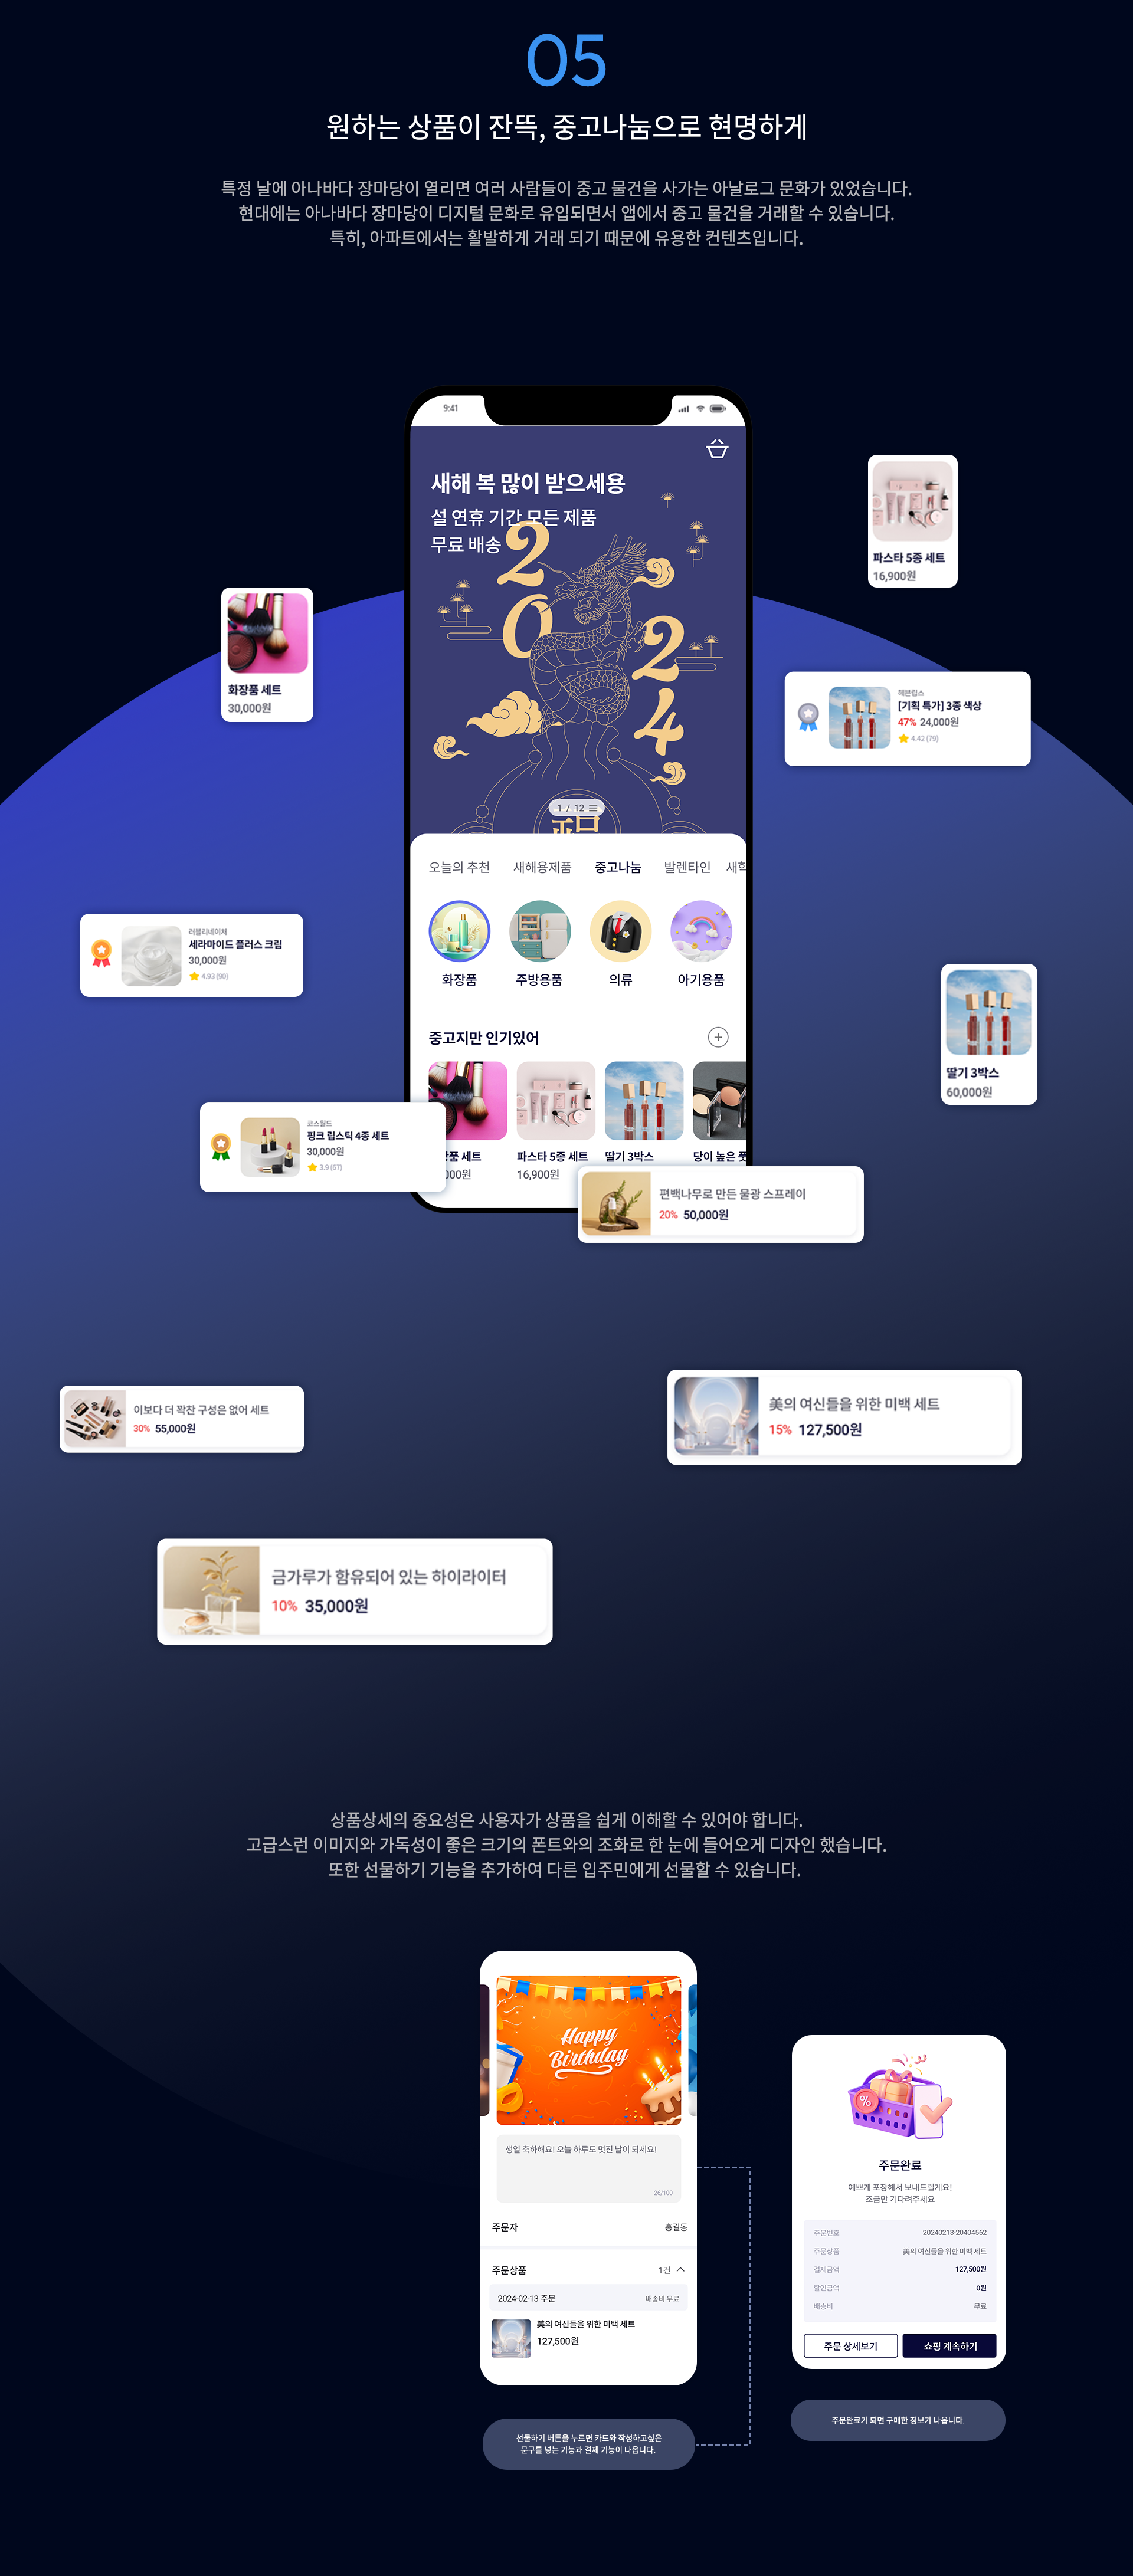 05
원하는 상품이 잔뜩, 중고나눔으로 현명하게
특정 날에 아나바다 장마당이 열리면 여러 사람들이 중고 물건을 사가는 아날로그 문화가 있었습니다.
현대에는 아나바다 장마당이 디지털 문화로 유입되면서 앱에서 중고 물건을 거래할 수 있습니다.
특히, 아파트에서는 활발하게 거래 되기 때문에 유용한 컨텐츠입니다.
9:41
새해 복 많이 받으세용
설 연휴 기간 모든 제품
무료 배송
2024
1 / 12
파스타 5종 세트
16,900원
화장품 세트
30,000원
헤븐립스
[기획 특가] 3종 색상
47% 24,000원
4.42 (79)
오늘의 추천 새해용제품 중고나눔 발렌타인
화장품 주방용품 의류 아기용품
러블리네이처
세라마이드 플러스 크림
30,000원
4.93 (90)
딸기 3박스
60,000원
중고지만 인기있어
코스월드
핑크 립스틱 4종 세트
30,000원
3.9 (67)
품 세트
000원
파스타 5종 세트
16,900원
딸기 3박스
당이 높은
편백나무로 만든 물광 스프레이
20% 50,000원
이보다 더 꽉찬 구성은 없어 세트
30% 55,000원
美의 여신들을 위한 미백 세트
15% 127,500원
금가루가 함유되어 있는 하이라이터
10% 35,000원
상품상세의 중요성은 사용자가 상품을 쉽게 이해할 수 있어야 합니다.
고급스런 이미지와 가독성이 좋은 크기의 폰트와의 조화로 한 눈에 들어오게 디자인 했습니다.
또한 선물하기 기능을 추가하여 다른 입주민에게 선물할 수 있습니다.
Happy
Birthday
생일 축하해요! 오늘 하루도 멋진 날이 되세요!
26/100
주문자 홍길동
주문상품 1건
2024-02-13 주문 배송비 무료
美의 여신들을 위한 미백 세트
127,500원
선물하기 버튼을 누르면 카드와 작성하고싶은
문구를 넣는 기능과 결제 기능이 나옵니다.
%
주문완료
예쁘게 포장해서 보내드릴게요!
조금만 기다려주세요
주문번호 20240213-20404562
주문상품 美의 여신들을 위한 미백 세트
결제금액 127,500원
할인금액 0원
배송비 무료
주문 상세보기 쇼핑 계속하기
주문완료가 되면 구매한 정보가 나옵니다.